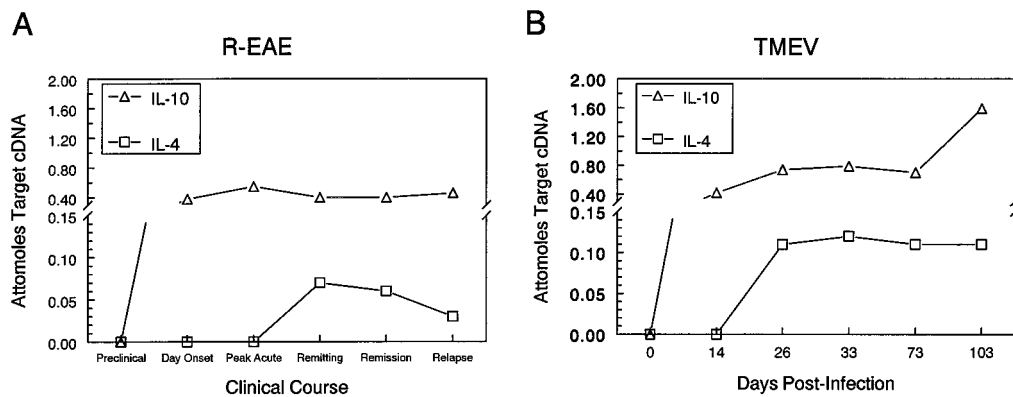 A
R-EAE
2.00
1.60
1.20
0.80
0.40
0.15
0.10
0.05
0.00
IL-10
IL-4
Attomoles Target cDNA
Preclinical Day Onset Peak Acute Remitting Remission Relapse
Clinical Course
B
TMEV
2.00
1.60
1.20
0.80
0.40
0.15
0.10
0.05
0.00
IL-10
IL-4
Attomoles Target cDNA
0 14 26 33 73 103
Days Post-Infection